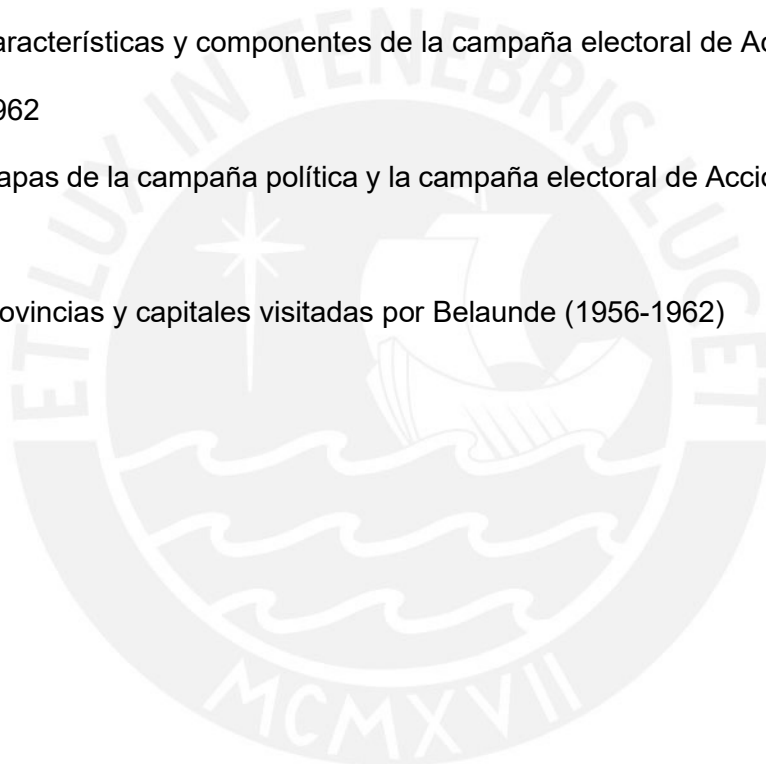 aracterísticas y componentes de la campaña electoral de Ac
962
apas de la campaña política y la campaña electoral de Accio
ovincias y capitales visitadas por Belaunde (1956-1962)
ET LUX IN TENEBRIS LUCET
MCMXVII